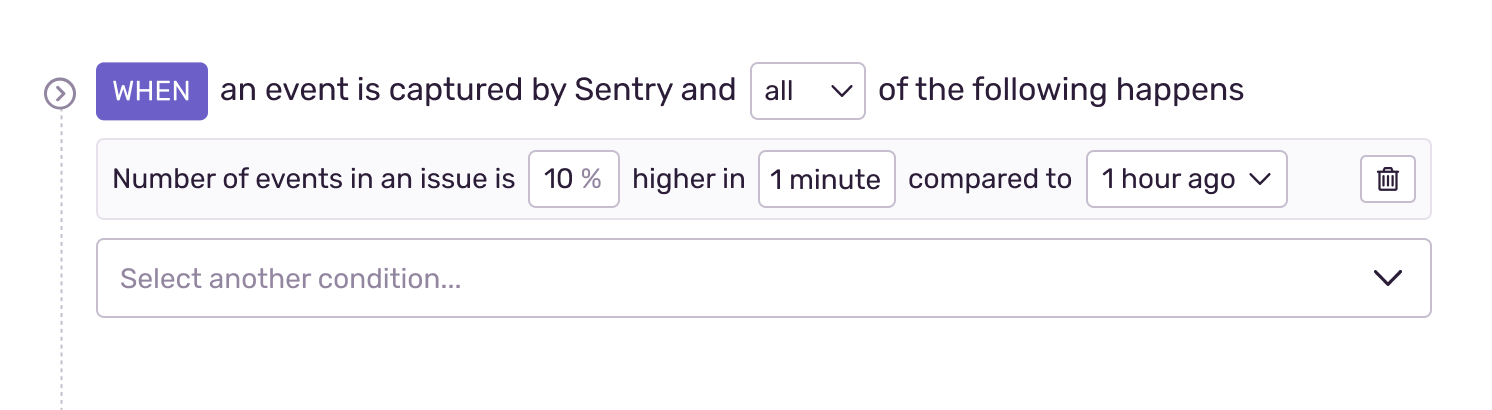 WHEN an event is captured by Sentry and all of the following happens
Number of events in an issue is 10 % higher in 1 minute compared to 1 hour ago
Select another condition...